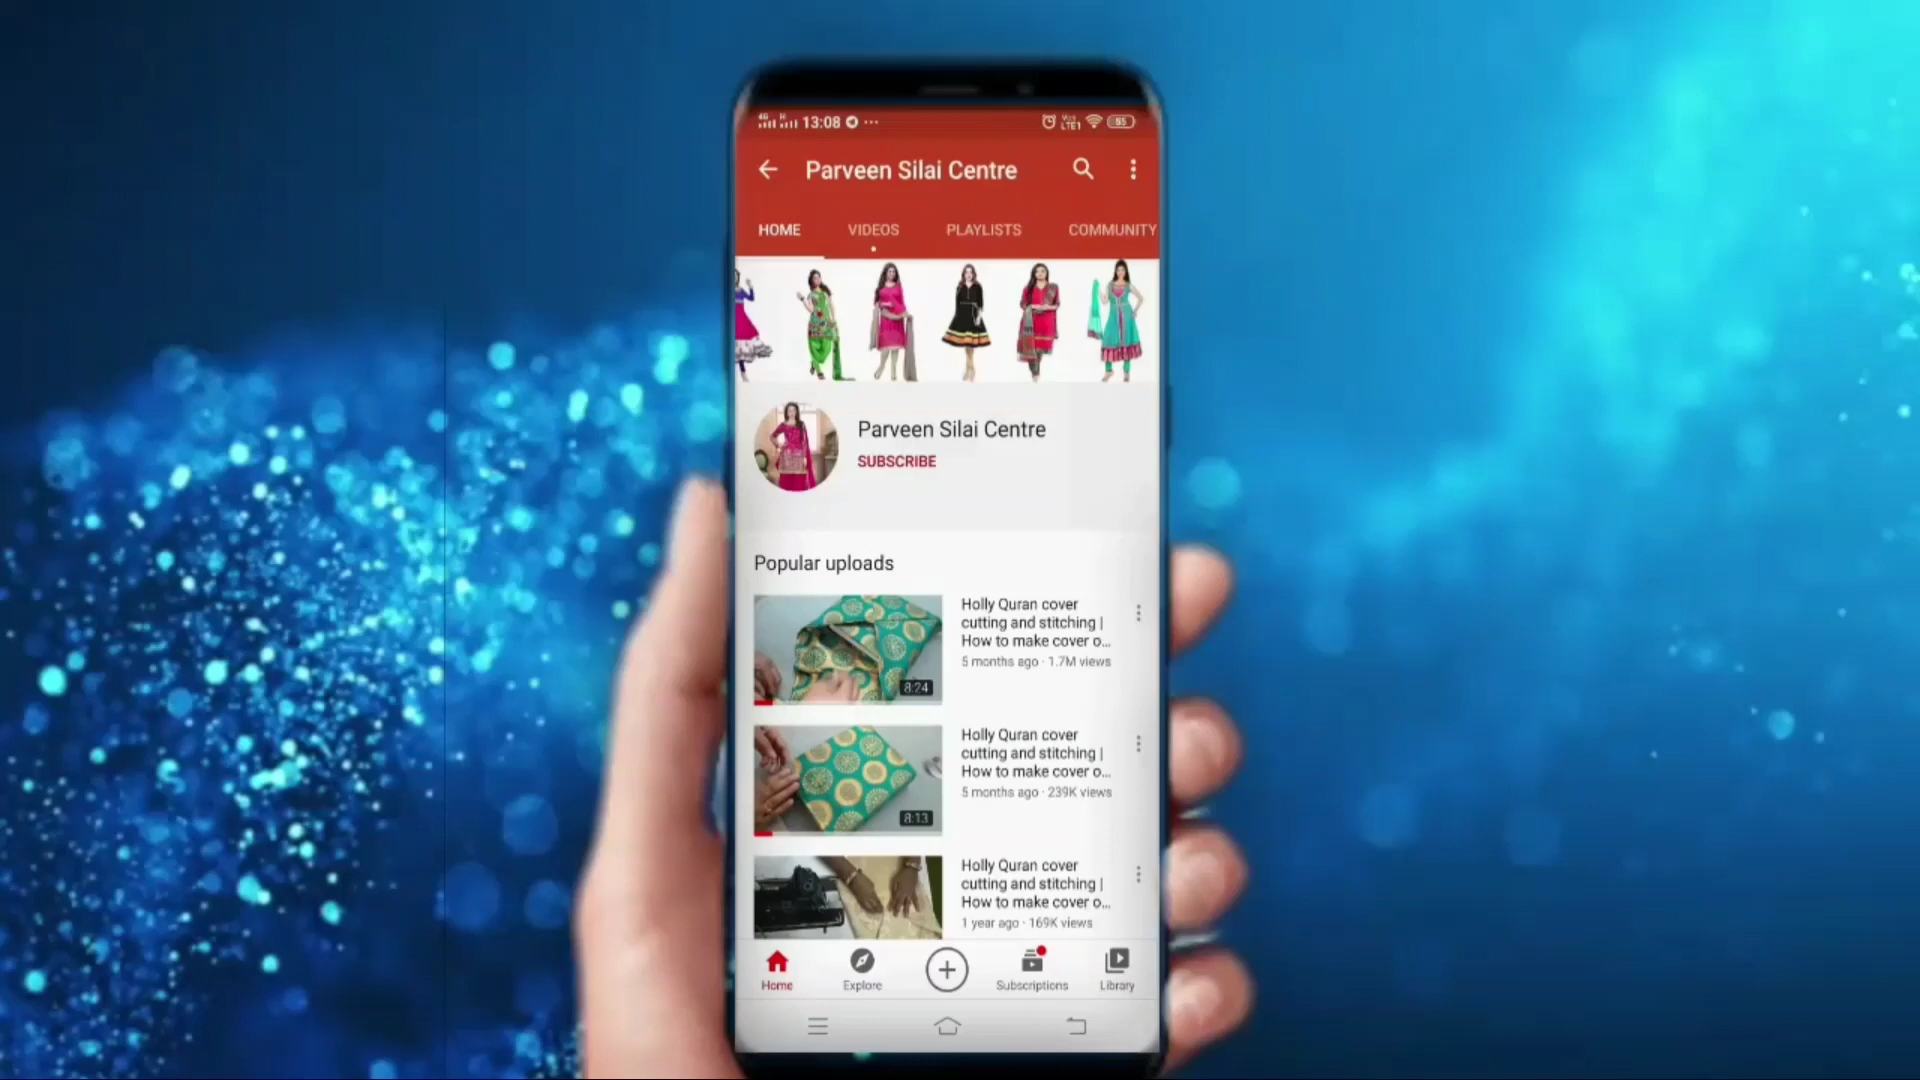 13:08
55
Parveen Silai Centre
HOME VIDEOS PLAYLISTS COMMUNITY
Parveen Silai Centre
SUBSCRIBE
Popular uploads
Holly Quran cover
cutting and stitching |
How to make cover o...
5 months ago · 1.7M views
8:24
Holly Quran cover
cutting and stitching |
How to make cover o...
5 months ago · 239K views
8:13
Holly Quran cover
cutting and stitching |
How to make cover o...
1 year ago · 169K views
Home Explore Subscriptions Library